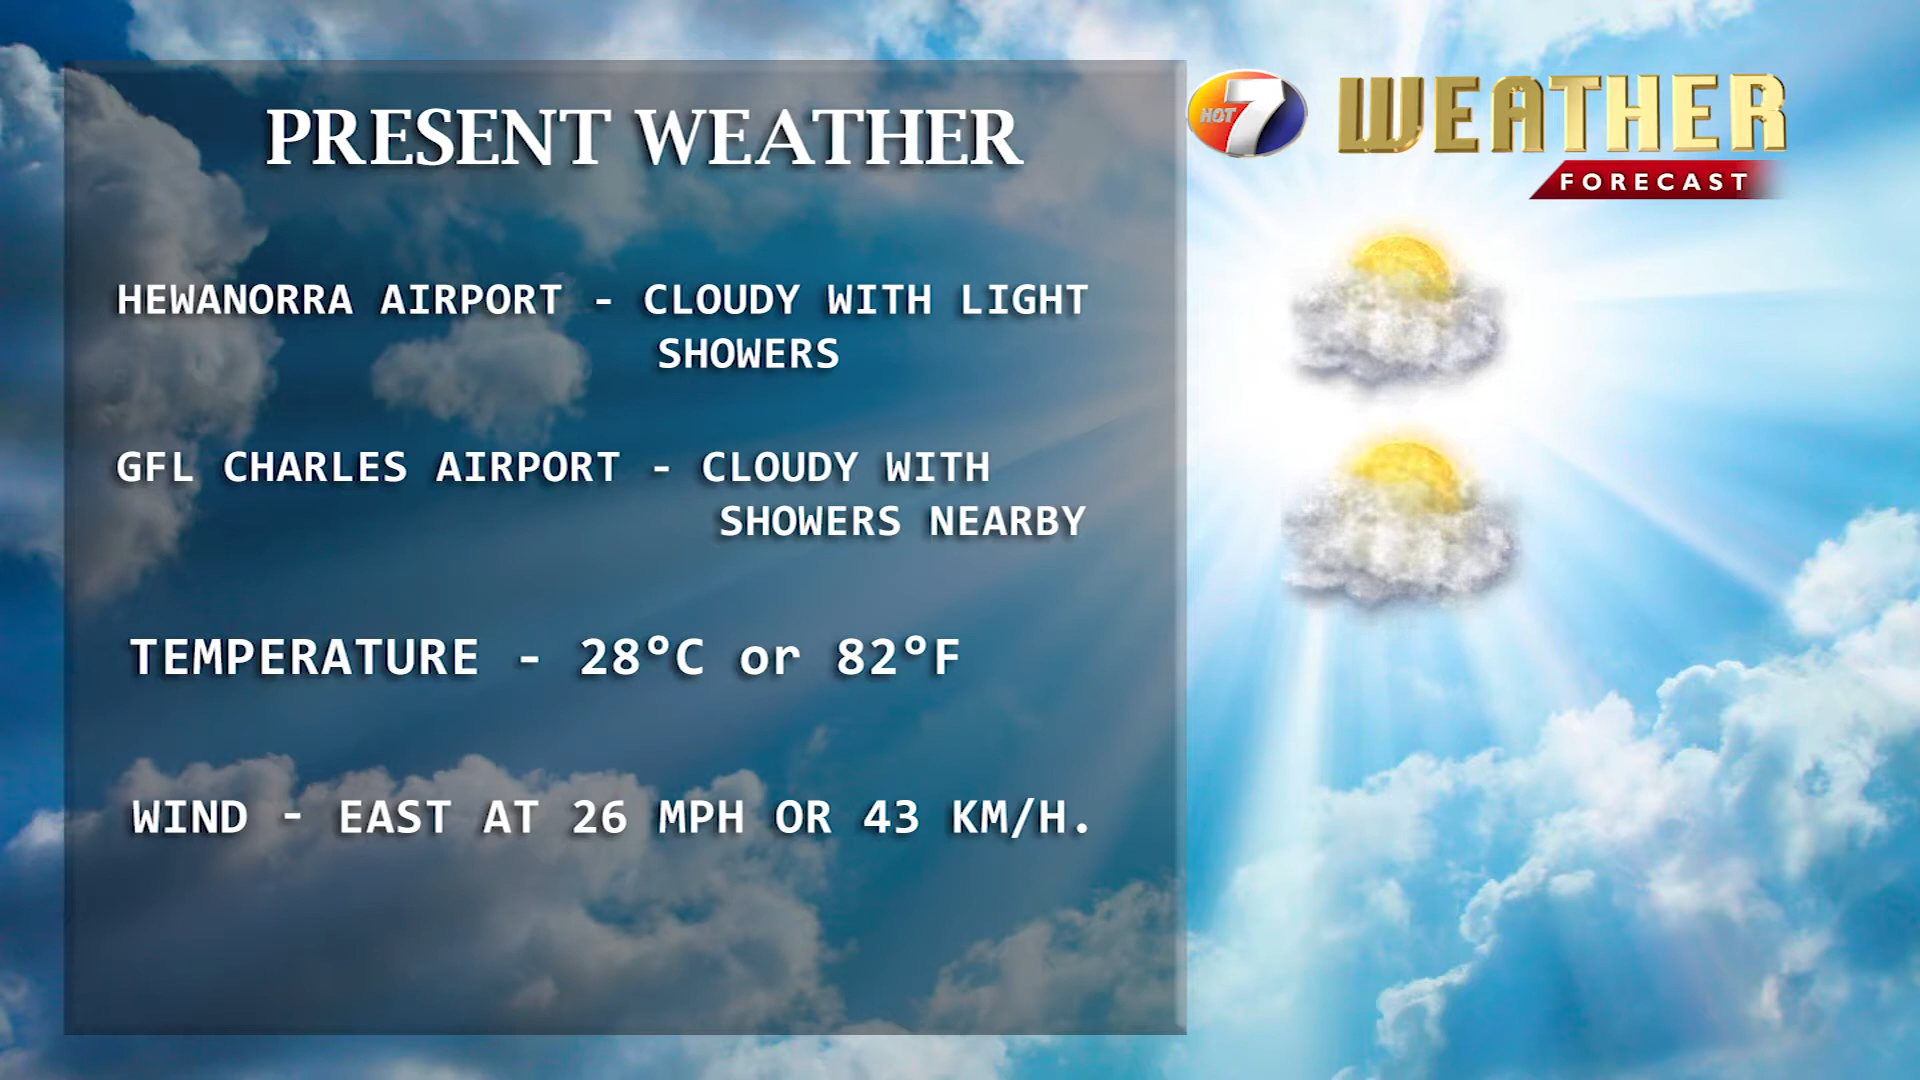 PRESENT WEATHER
HOT 7 WEATHER
FORECAST
HEWANORRA AIRPORT - CLOUDY WITH LIGHT
SHOWERS
GFL CHARLES AIRPORT - CLOUDY WITH
SHOWERS NEARBY
TEMPERATURE - 28°C or 82°F
WIND - EAST AT 26 MPH OR 43 KM/H.